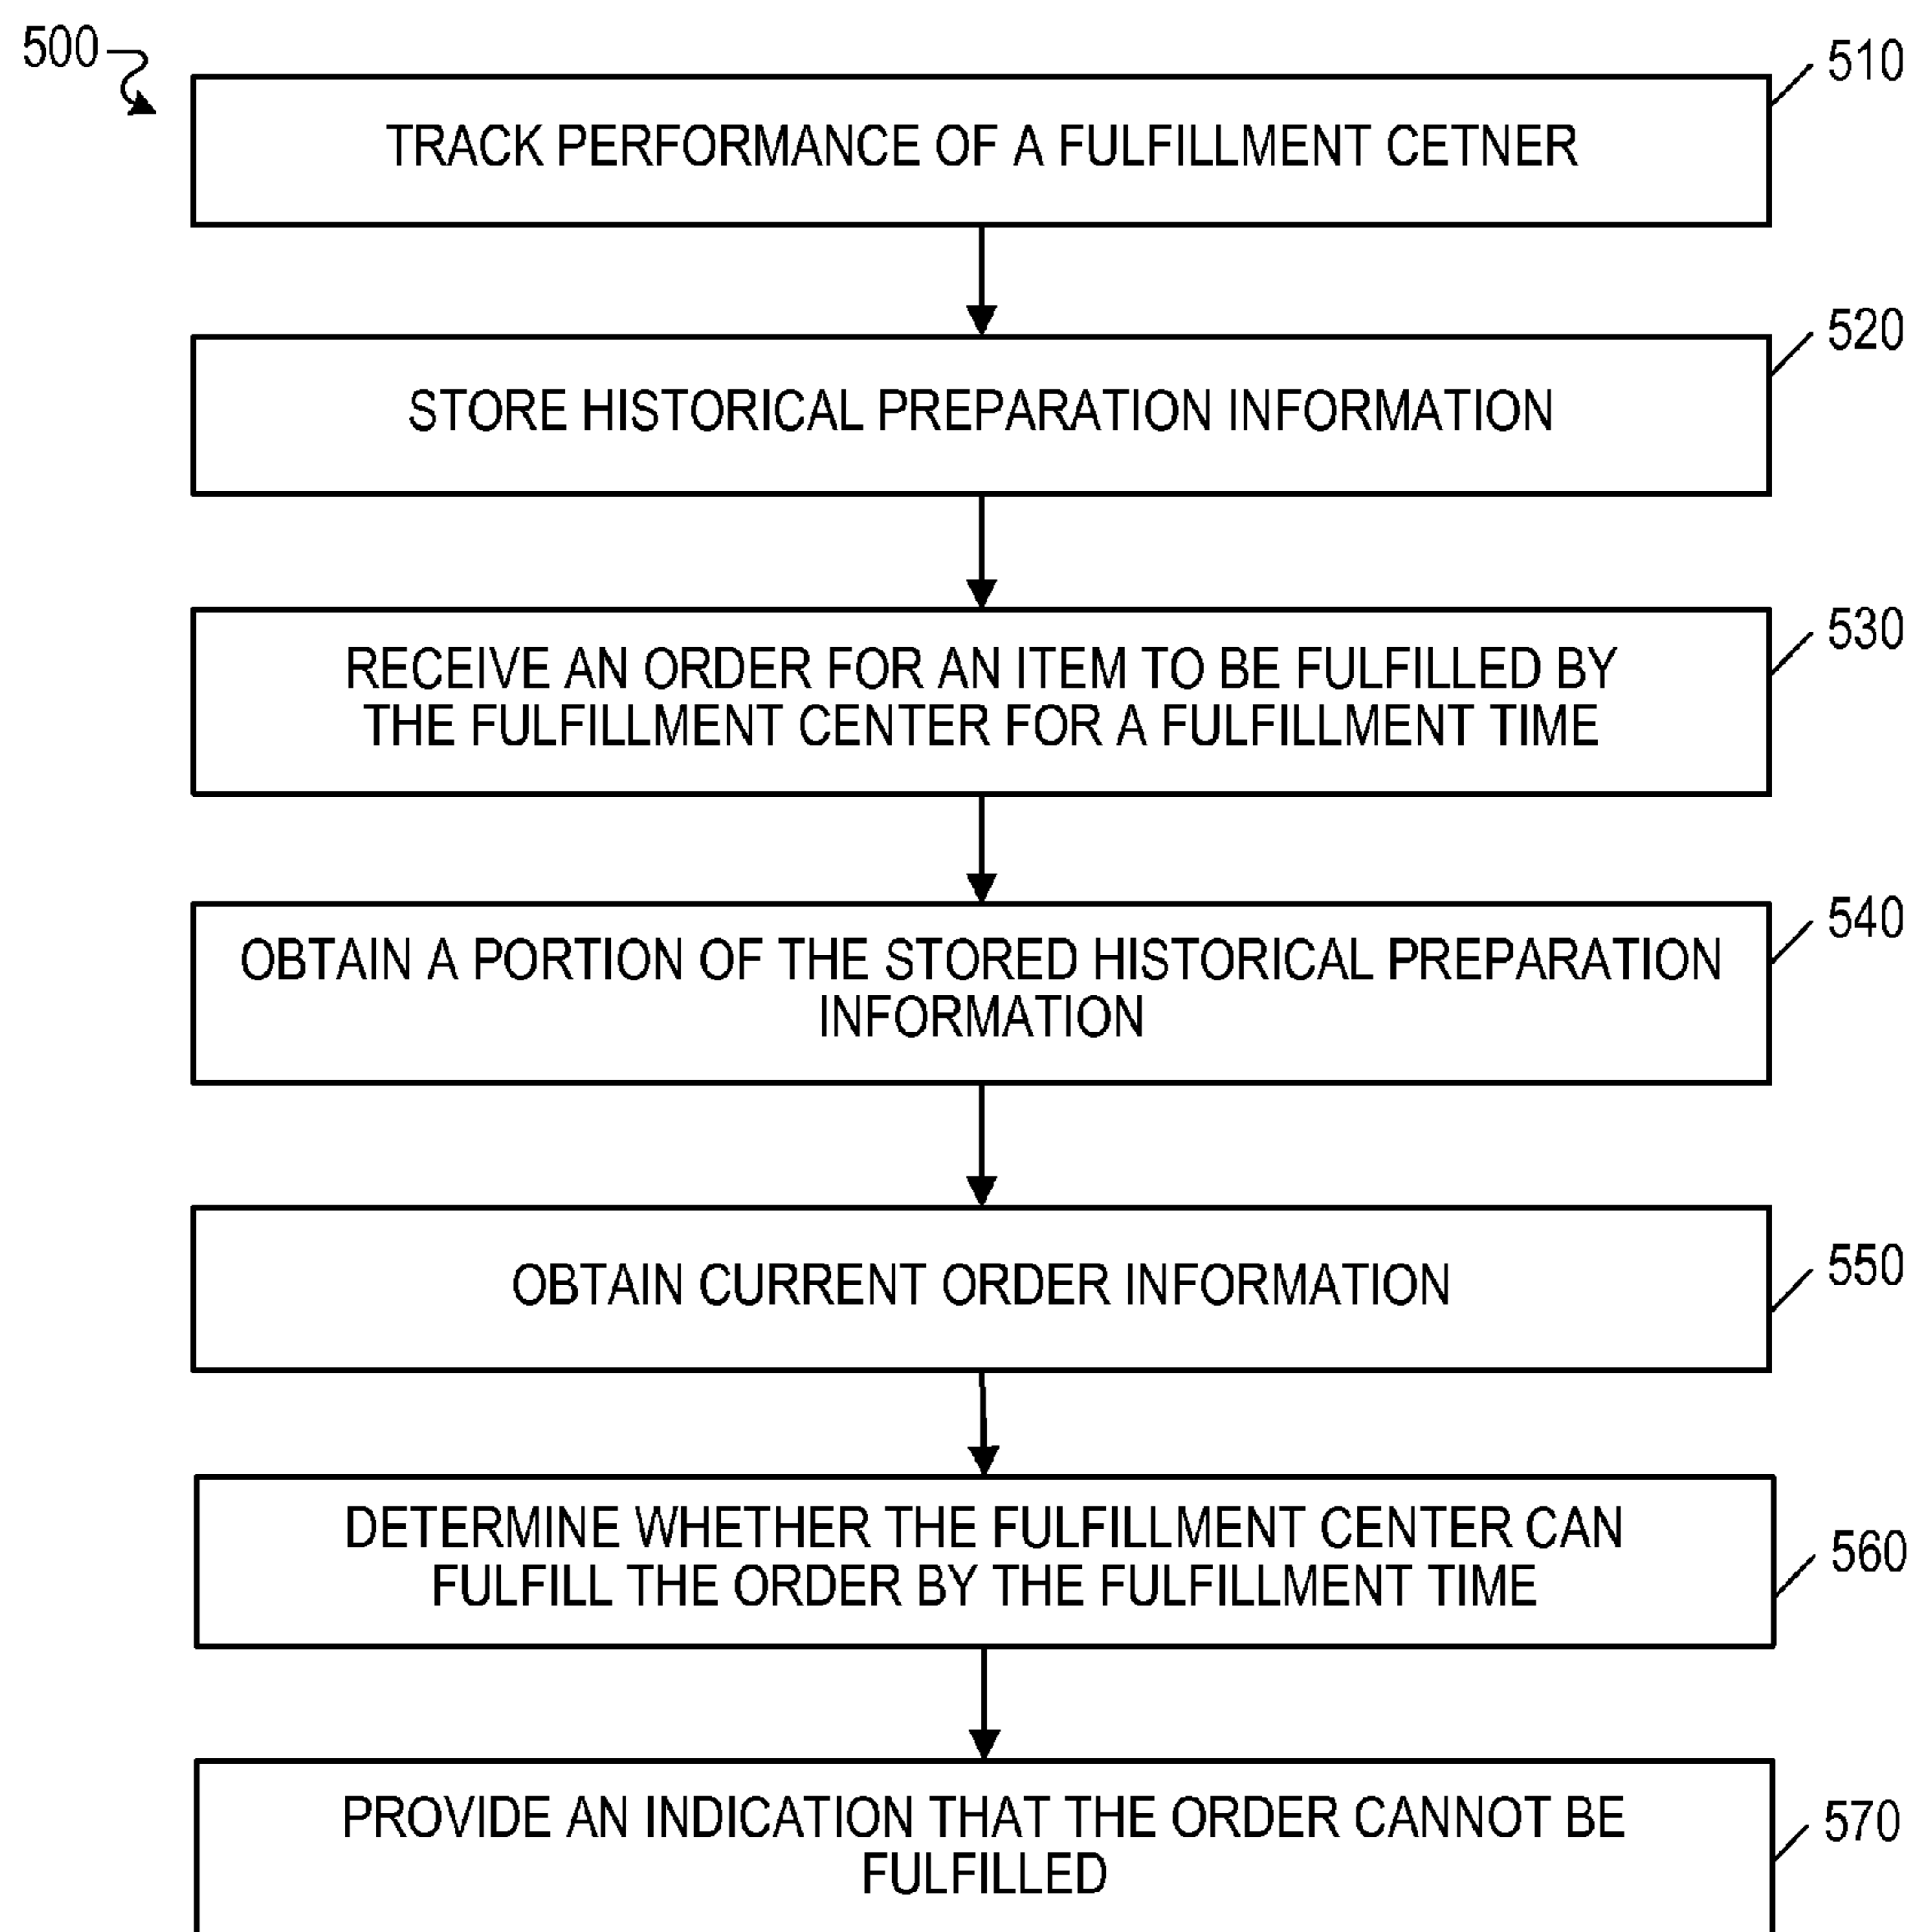 500
510
TRACK PERFORMANCE OF A FULFILLMENT CETNER
520
STORE HISTORICAL PREPARATION INFORMATION
530
RECEIVE AN ORDER FOR AN ITEM TO BE FULFILLED BY
THE FULFILLMENT CENTER FOR A FULFILLMENT TIME
540
OBTAIN A PORTION OF THE STORED HISTORICAL PREPARATION
INFORMATION
550
OBTAIN CURRENT ORDER INFORMATION
560
DETERMINE WHETHER THE FULFILLMENT CENTER CAN
FULFILL THE ORDER BY THE FULFILLMENT TIME
570
PROVIDE AN INDICATION THAT THE ORDER CANNOT BE
FULFILLED